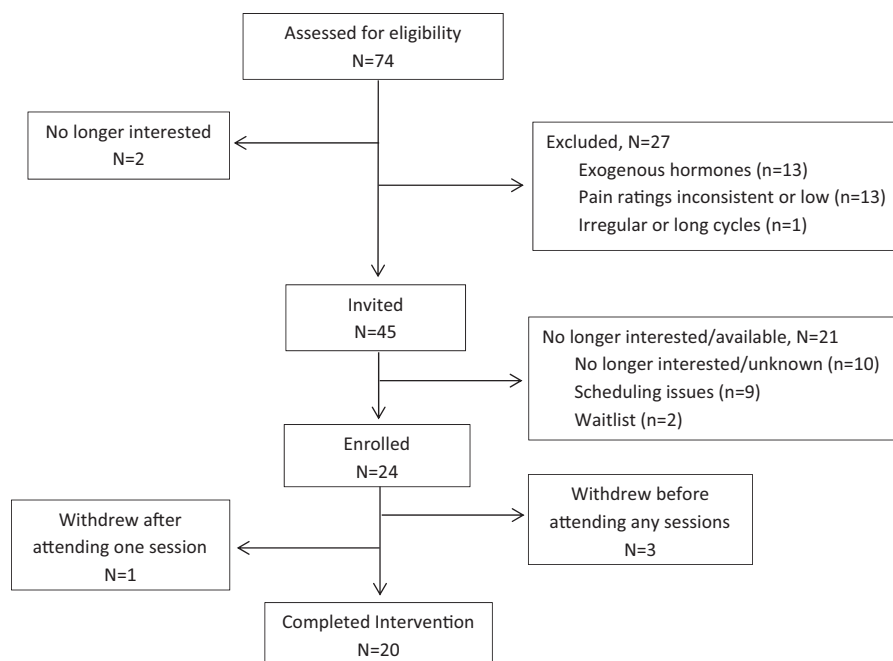 Assessed for eligibility
N=74
No longer interested
N=2
Excluded, N=27
Exogenous hormones (n=13)
Pain ratings inconsistent or low (n=13)
Irregular or long cycles (n=1)
Invited
N=45
No longer interested/available, N=21
No longer interested/unknown (n=10)
Scheduling issues (n=9)
Waitlist (n=2)
Enrolled
N=24
Withdrew before
attending any sessions
N=3
Withdrew after
attending one session
N=1
Completed Intervention
N=20